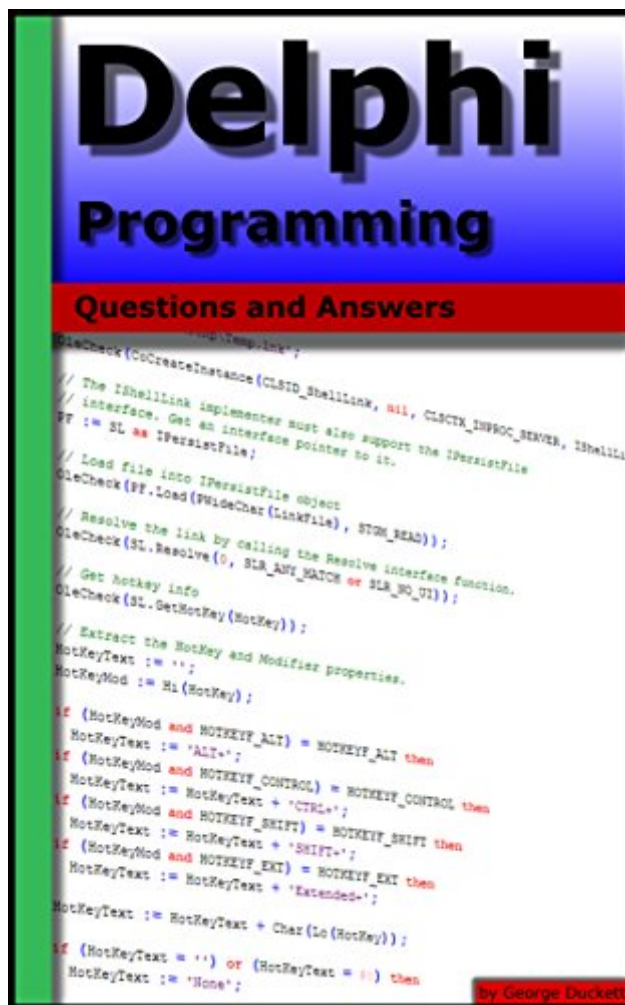 Delphi
Programming
Questions and Answers
\Temp.lnk';
OleCheck(CoCreateInstance(CLSID_ShellLink, nil, CLSCTX_INPROC_SERVER, IShellLi
// The IShellLink implementer must also support the IPersistFile
// interface. Get an interface pointer to it.
PF := SL as IPersistFile;
// Load file into IPersistFile object
OleCheck(PF.Load(PWideChar(LinkFile), STGM_READ));
// Resolve the link by calling the Resolve interface function.
OleCheck(SL.Resolve(0, SLR_ANY_MATCH or SLR_NO_UI));
// Get hotkey info
OleCheck(SL.GetHotKey(HotKey));
// Extract the HotKey and Modifier properties.
HotKeyText := '';
HotKeyMod := Hi(HotKey);
if (HotKeyMod and HOTKEYF_ALT) = HOTKEYF_ALT then
HotKeyText := 'ALT+';
if (HotKeyMod and HOTKEYF_CONTROL) = HOTKEYF_CONTROL then
HotKeyText := HotKeyText + 'CTRL+';
if (HotKeyMod and HOTKEYF_SHIFT) = HOTKEYF_SHIFT then
HotKeyText := HotKeyText + 'SHIFT+';
if (HotKeyMod and HOTKEYF_EXT) = HOTKEYF_EXT then
HotKeyText := HotKeyText + 'Extended+';
HotKeyText := HotKeyText + Char(Lo(HotKey));
if (HotKeyText = '') or (HotKeyText = ) then
HotKeyText := 'None';
by George Duckett